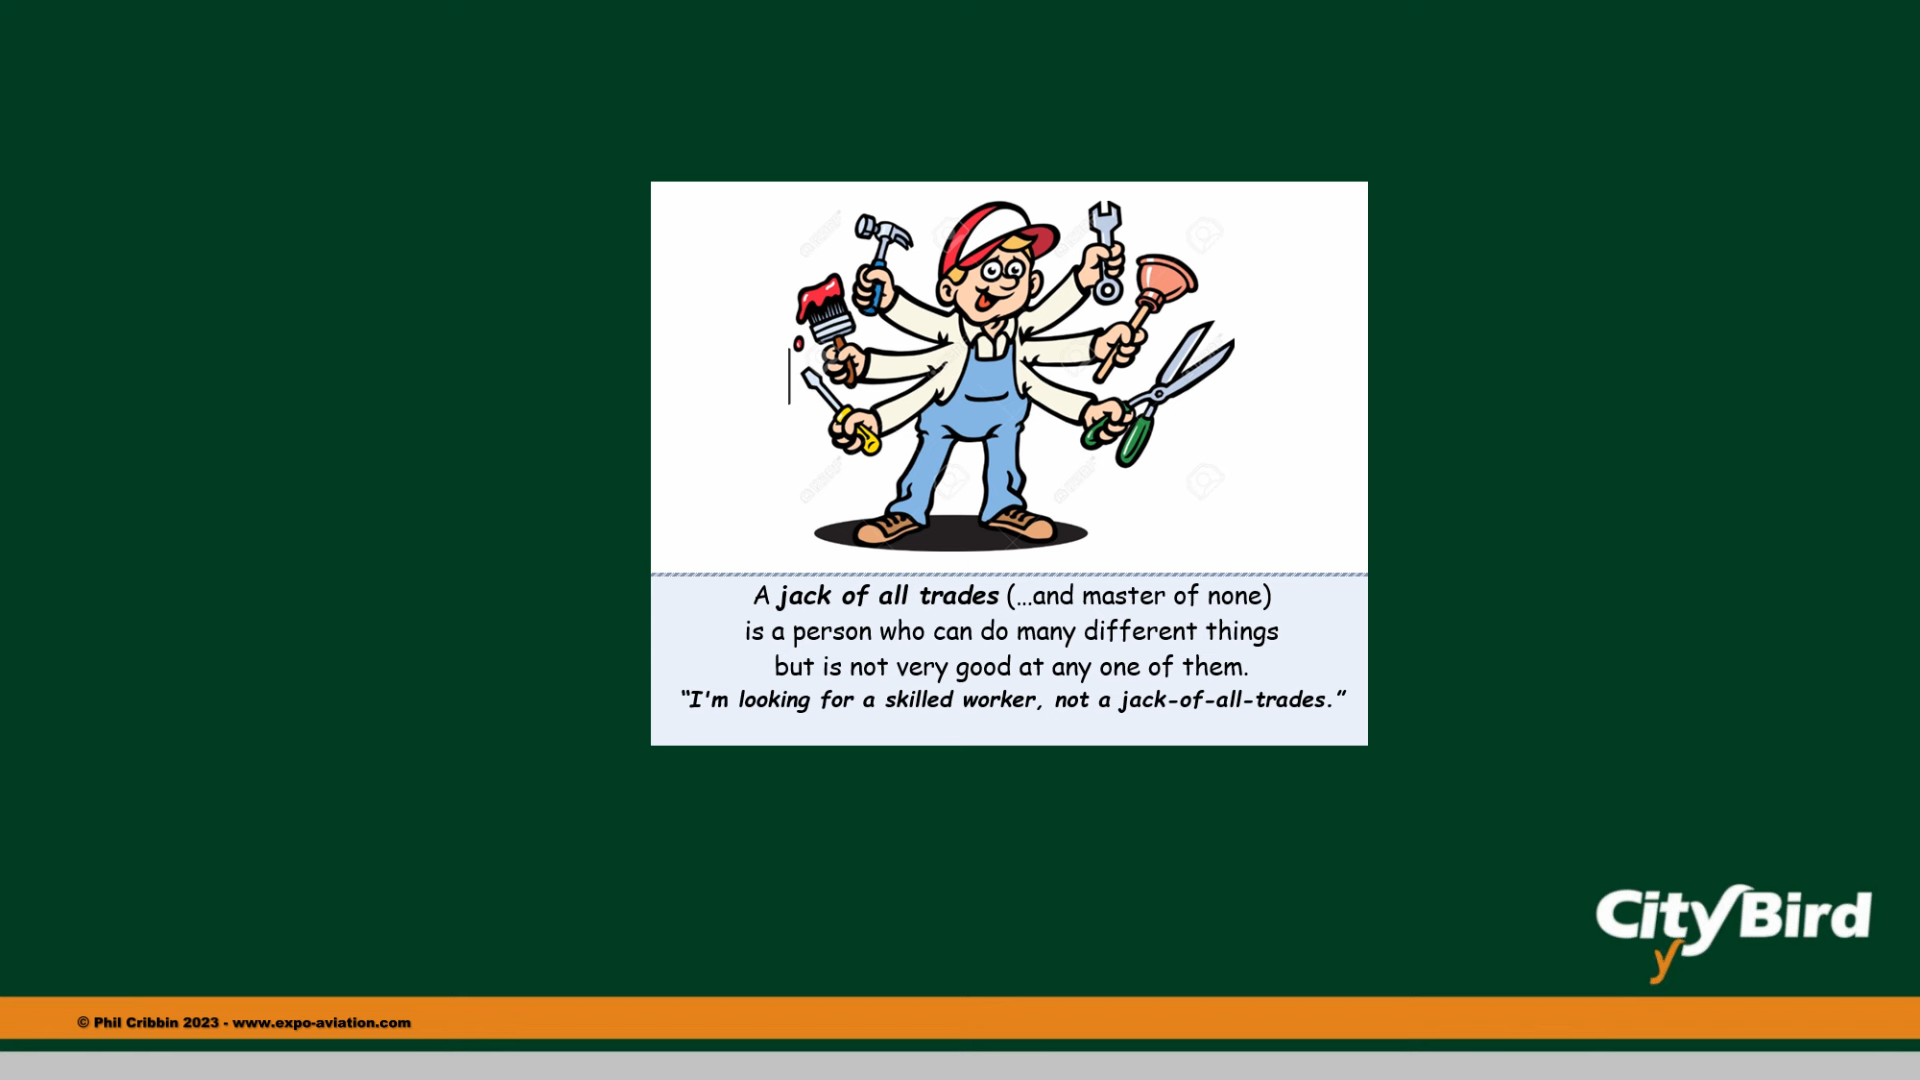 A jack of all trades (...and master of none)
is a person who can do many different things
but is not very good at any one of them.
“I'm looking for a skilled worker, not a jack-of-all-trades.”
CityBird
y
© Phil Cribbin 2023 - www.expo-aviation.com